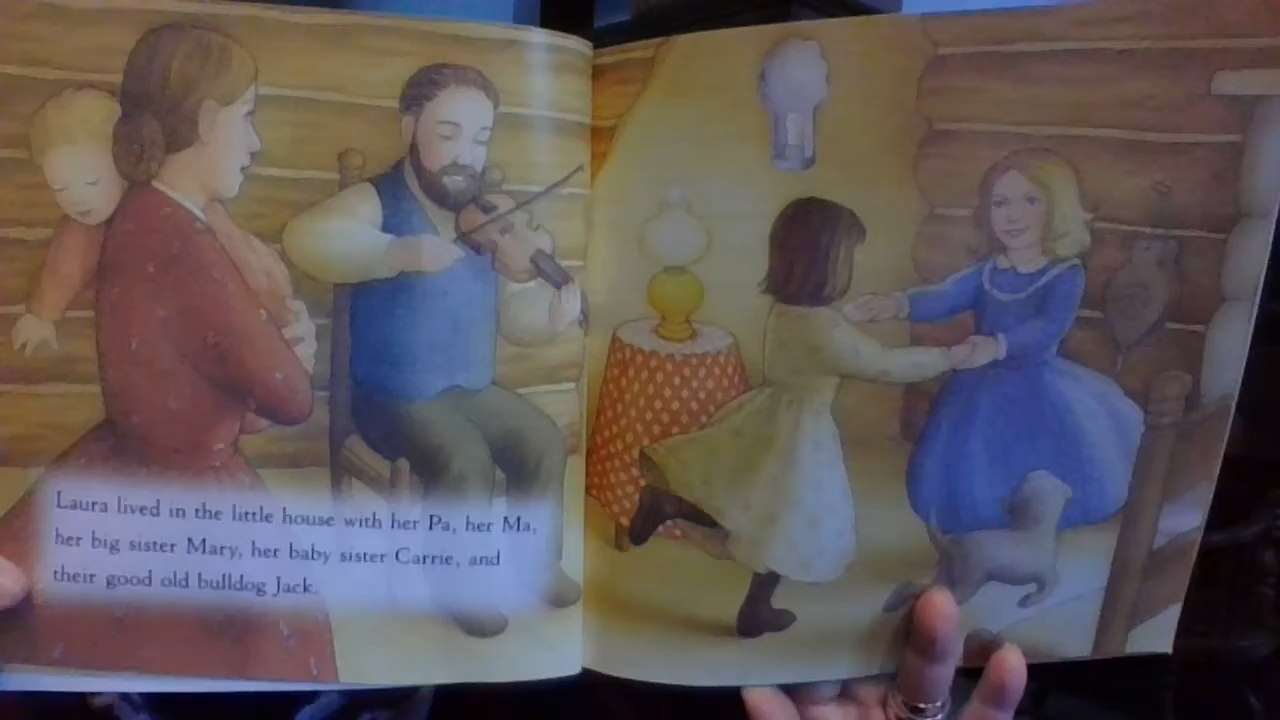 Laura lived in the little house with her Pa, her Ma,
her big sister Mary, her baby sister Carrie, and
their good old bulldog Jack.